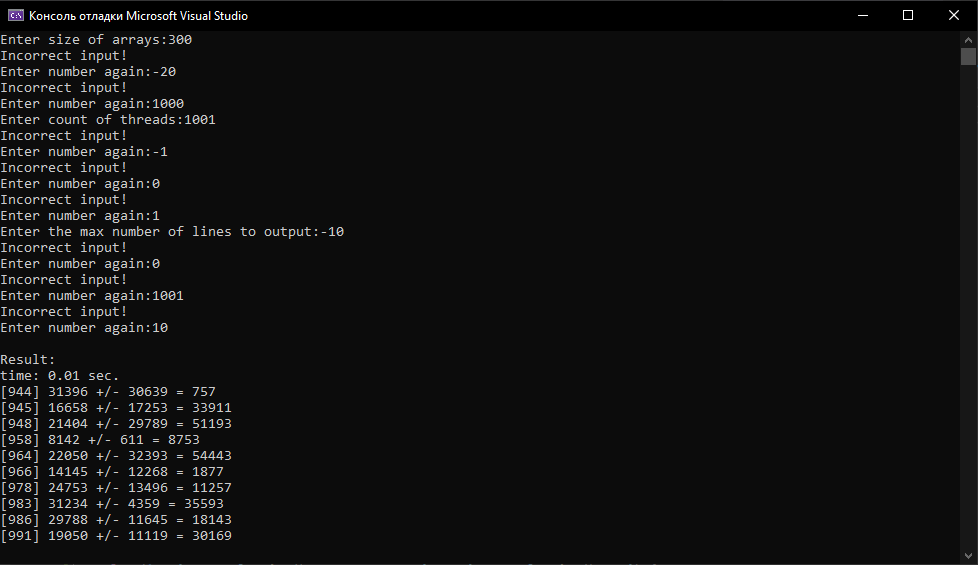 Консоль отладки Microsoft Visual Studio
Enter size of arrays:300
Incorrect input!
Enter number again:-20
Incorrect input!
Enter number again:1000
Enter count of threads:1001
Incorrect input!
Enter number again:-1
Incorrect input!
Enter number again:0
Incorrect input!
Enter number again:1
Enter the max number of lines to output:-10
Incorrect input!
Enter number again:0
Incorrect input!
Enter number again:1001
Incorrect input!
Enter number again:10
Result:
time: 0.01 sec.
[944] 31396 +/- 30639 = 757
[945] 16658 +/- 17253 = 33911
[948] 21404 +/- 29789 = 51193
[958] 8142 +/- 611 = 8753
[964] 22050 +/- 32393 = 54443
[966] 14145 +/- 12268 = 1877
[978] 24753 +/- 13496 = 11257
[983] 31234 +/- 4359 = 35593
[986] 29788 +/- 11645 = 18143
[991] 19050 +/- 11119 = 30169